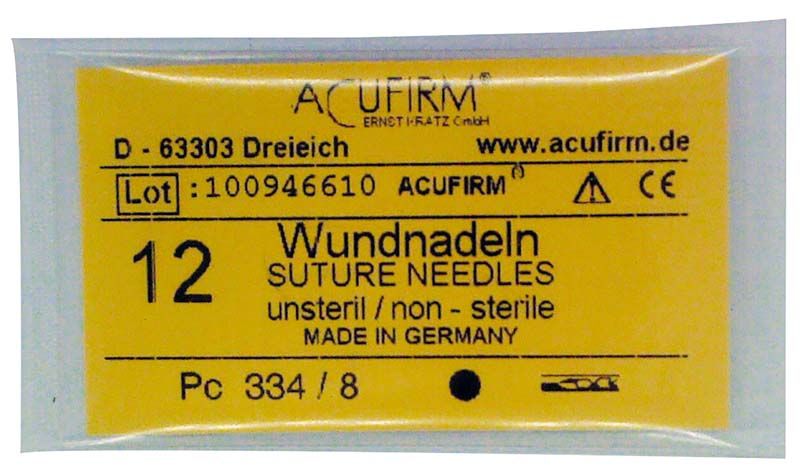 ACUFIRM®
ERNST KRATZ GmbH
D - 63303 Dreieich www.acufirm.de
Lot :100946610 ACUFIRM® CE
12 Wundnadeln
SUTURE NEEDLES
unsteril / non - sterile
MADE IN GERMANY
Pc 334 / 8